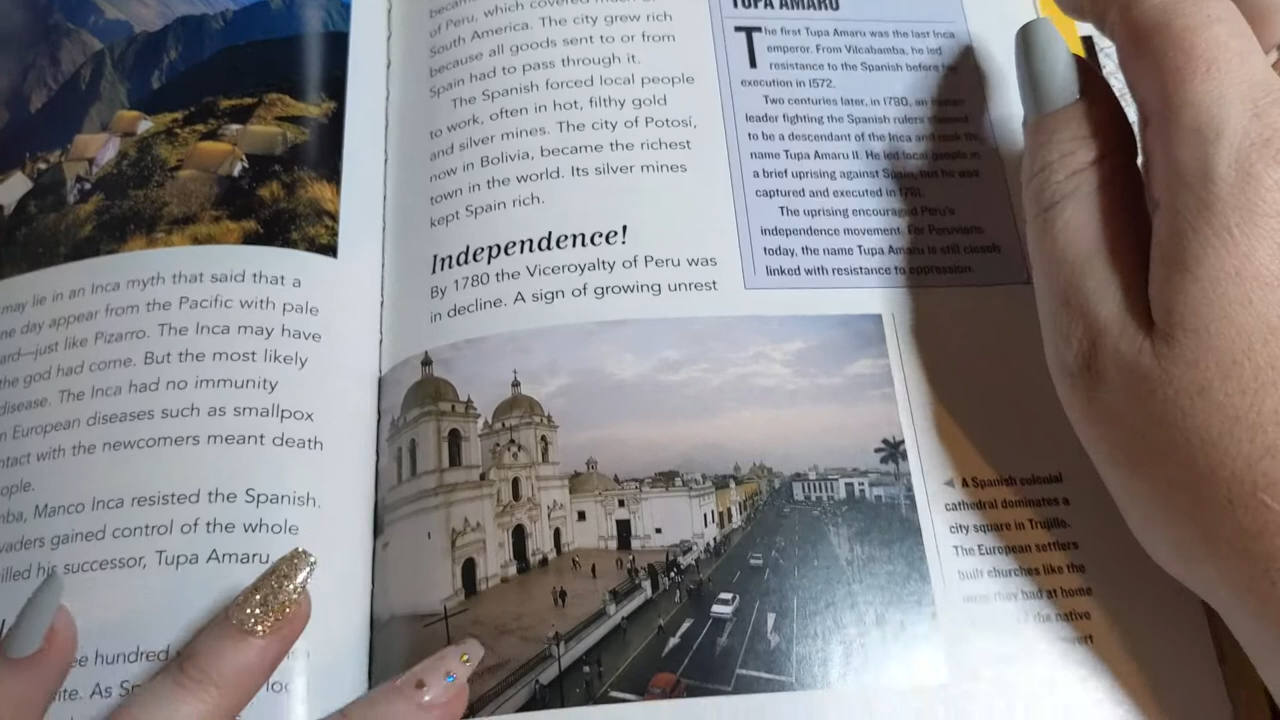 may lie in an Inca myth that said that a
ne day appear from the Pacific with pale
ard—just like Pizarro. The Inca may have
the god had come. But the most likely
disease. The Inca had no immunity
n European diseases such as smallpox
ntact with the newcomers meant death
ople.
mba, Manco Inca resisted the Spanish.
vaders gained control of the whole
illed his successor, Tupa Amaru
ee hundred
ite. As
of Peru, which covered
South America. The city grew rich
because all goods sent to or from
Spain had to pass through it.
The Spanish forced local people
to work, often in hot, filthy gold
and silver mines. The city of Potosí,
now in Bolivia, became the richest
town in the world. Its silver mines
kept Spain rich.
Independence!
By 1780 the Viceroyalty of Peru was
in decline. A sign of growing unrest
TUPA AMARU
The first Tupa Amaru was the last Inca
emperor. From Vilcabamba, he led
resistance to the Spanish before his
execution in 1572.
Two centuries later, in 1780, an
leader fighting the Spanish rulers claimed
to be a descendant of the Inca and took the
name Tupa Amaru II. He led local people in
a brief uprising against Spain, but he was
captured and executed in 1781.
The uprising encouraged Peru's
independence movement. For Peruvians
today, the name Tupa Amaru is still closely
linked with resistance to oppression.
◀ A Spanish colonial
cathedral dominates a
city square in Trujillo.
The European settlers
built churches like the
ones they had at home
the native